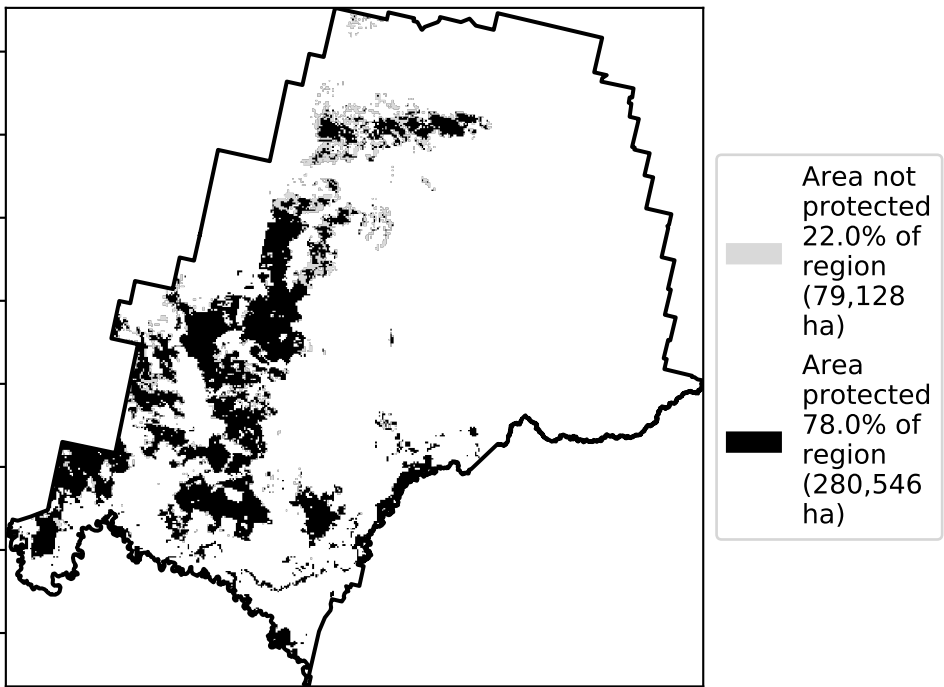 Area not
protected
22.0% of
region
(79,128
ha)
Area
protected
78.0% of
region
(280,546
ha)